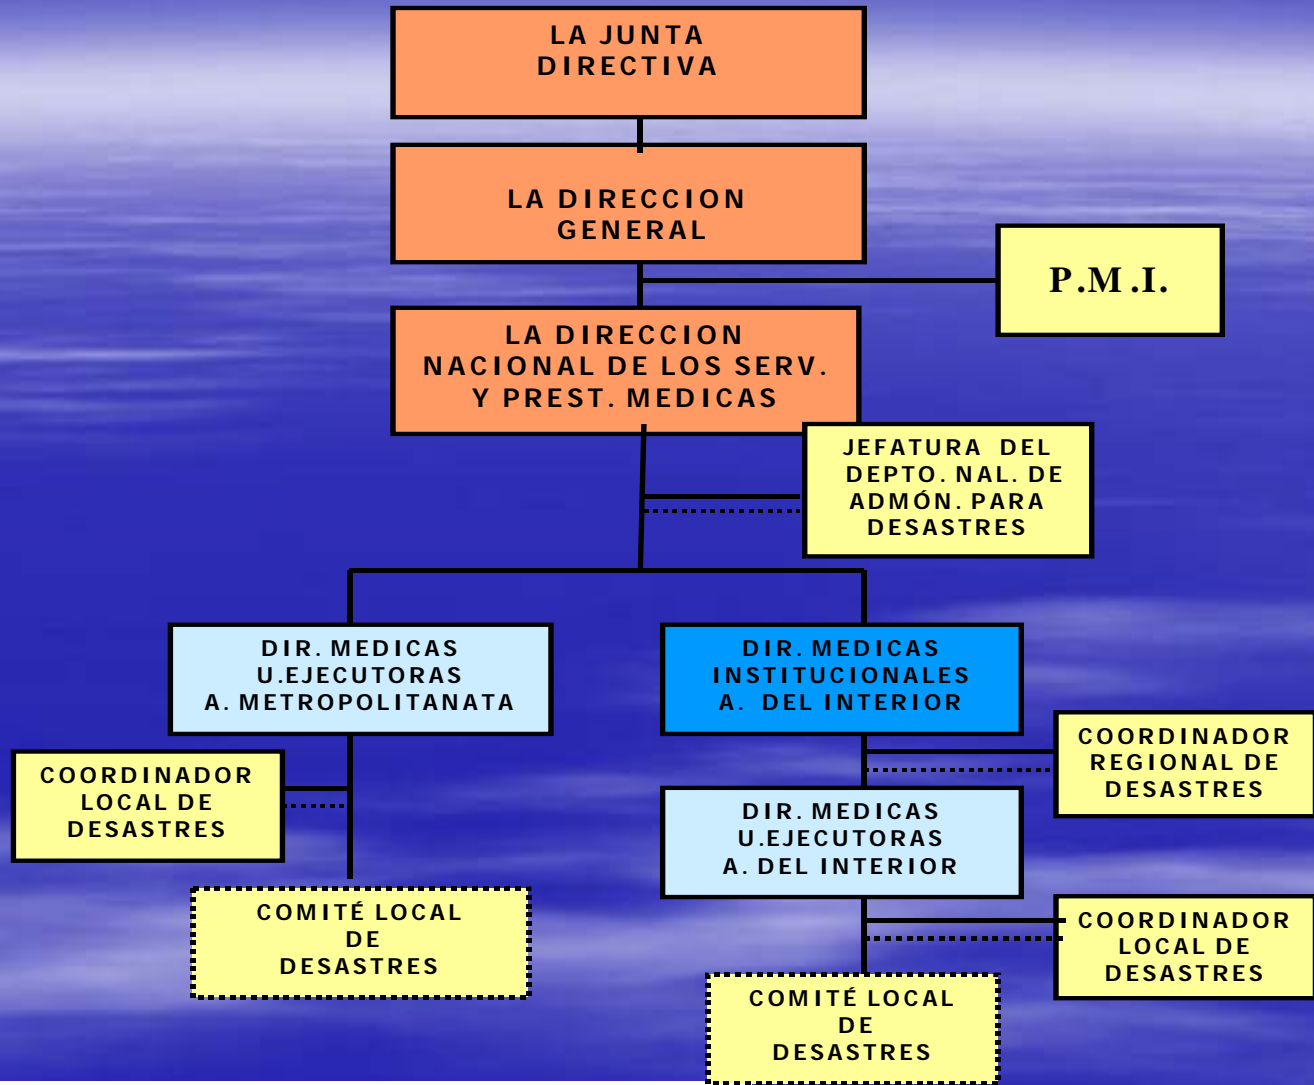 LA JUNTA
DIRECTIVA
LA DIRECCION
GENERAL
P.M.I.
LA DIRECCION
NACIONAL DE LOS SERV.
Y PREST. MEDICAS
JEFATURA DEL
DEPTO. NAL. DE
ADMÓN. PARA
DESASTRES
DIR. MEDICAS
U.EJECUTORAS
A. METROPOLITANATA
DIR. MEDICAS
INSTITUCIONALES
A. DEL INTERIOR
COORDINADOR
LOCAL DE
DESASTRES
COORDINADOR
REGIONAL DE
DESASTRES
DIR. MEDICAS
U.EJECUTORAS
A. DEL INTERIOR
COMITÉ LOCAL
DE
DESASTRES
COORDINADOR
LOCAL DE
DESASTRES
COMITÉ LOCAL
DE
DESASTRES